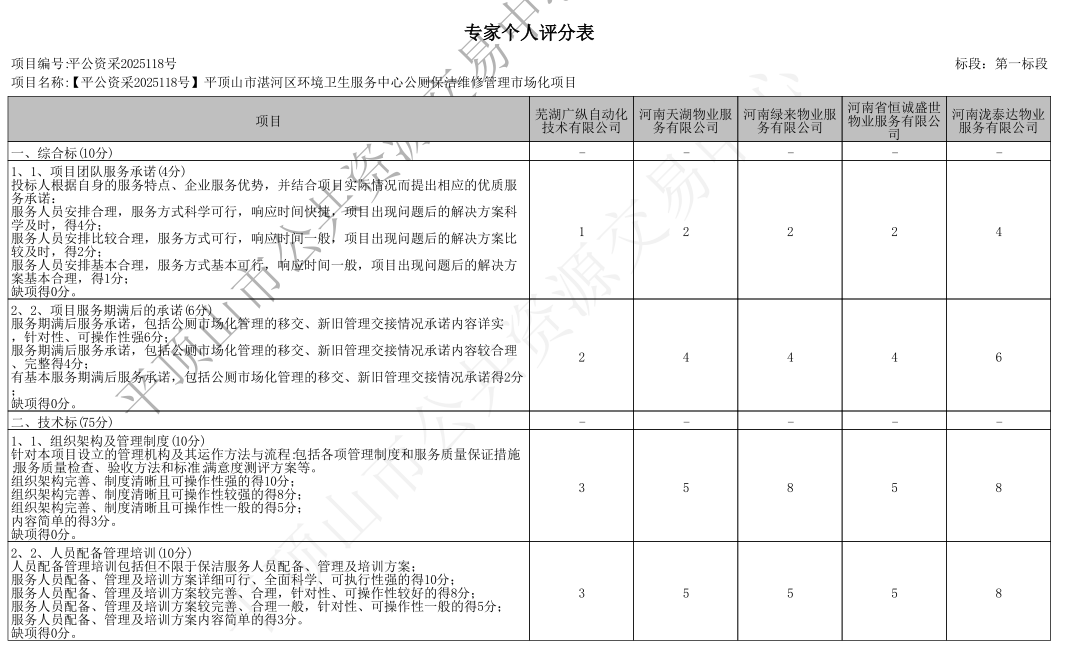 专家个人评分表
项目编号:平公资采2025118号
标段：第一标段
项目名称:【平公资采2025118号】平顶山市湛河区环境卫生服务中心公厕保洁维修管理市场化项目
项目 芜湖广纵自动化技术有限公司 河南天湖物业服务有限公司 河南绿来物业服务有限公司 河南省恒诚盛世物业服务有限公司 河南泷泰达物业服务有限公司
一、综合标(10分) – – – – –
1、1、项目团队服务承诺(4分)
投标人根据自身的服务特点、企业服务优势，并结合项目实际情况而提出相应的优质服
务承诺;
服务人员安排合理，服务方式科学可行，响应时间快捷，项目出现问题后的解决方案科
学及时，得4分;
服务人员安排比较合理，服务方式可行，响应时间一般，项目出现问题后的解决方案比
较及时，得2分;
服务人员安排基本合理，服务方式基本可行，响应时间一般，项目出现问题后的解决方
案基本合理，得1分;
缺项得0分。
1 2 2 2 4
2、2、项目服务期满后的承诺(6分)
服务期满后服务承诺，包括公厕市场化管理的移交、新旧管理交接情况承诺内容详实
，针对性、可操作性强6分;
服务期满后服务承诺，包括公厕市场化管理的移交、新旧管理交接情况承诺内容较合理
、完整得4分;
有基本服务期满后服务承诺，包括公厕市场化管理的移交、新旧管理交接情况承诺得2分
;
缺项得0分。
2 4 4 4 6
二、技术标(75分) – – – – –
1、1、组织架构及管理制度(10分)
针对本项目设立的管理机构及其运作方法与流程:包括各项管理制度和服务质量保证措施
,服务质量检查、验收方法和标准,满意度测评方案等。
组织架构完善、制度清晰且可操作性强的得10分;
组织架构完善、制度清晰且可操作性较强的得8分;
组织架构完善、制度清晰且可操作性一般的得5分;
内容简单的得3分。
缺项得0分。
3 5 8 5 8
2、2、人员配备管理培训(10分)
人员配备管理培训包括但不限于保洁服务人员配备、管理及培训方案;
服务人员配备、管理及培训方案详细可行、全面科学、可执行性强的得10分;
服务人员配备、管理及培训方案较完善、合理，针对性、可操作性较好的得8分;
服务人员配备、管理及培训方案较完善、合理一般，针对性、可操作性一般的得5分;
服务人员配备、管理及培训方案内容简单的得3分。
缺项得0分。
3 5 5 5 8
平顶山市公共资源交易中
平顶山市公共资源交易中心